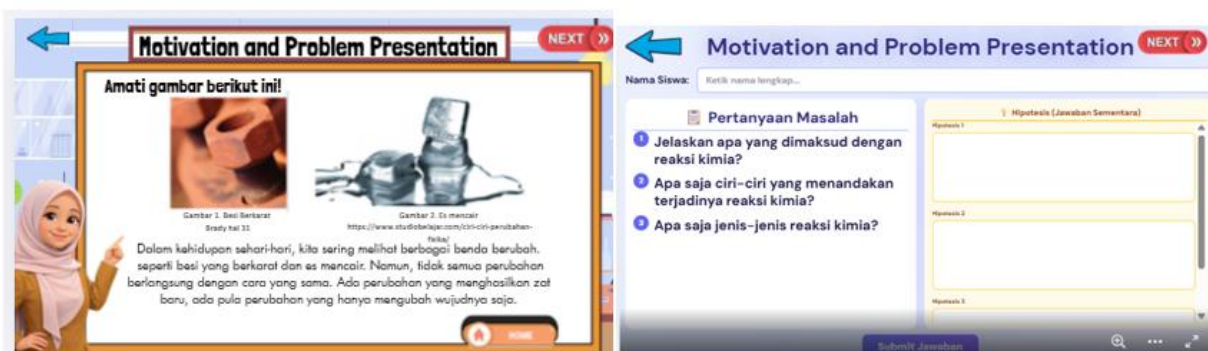 Motivation and Problem Presentation
NEXT
Amati gambar berikut ini!
Gambar 1. Besi Berkarat
Brady hal 31
Gambar 2. Es mencair
https://www.studiobelajar.com/ciri-ciri-perubahan-
fisika/
Dalam kehidupan sehari-hari, kita sering melihat berbagai benda berubah.
seperti besi yang berkarat dan es mencair. Namun, tidak semua perubahan
berlangsung dengan cara yang sama. Ada perubahan yang menghasilkan zat
baru, ada pula perubahan yang hanya mengubah wujudnya saja.
HOME
Motivation and Problem Presentation
NEXT
Nama Siswa:
Ketik nama lengkap...
Pertanyaan Masalah
1 Jelaskan apa yang dimaksud dengan
reaksi kimia?
2 Apa saja ciri-ciri yang menandakan
terjadinya reaksi kimia?
3 Apa saja jenis-jenis reaksi kimia?
Hipotesis (Jawaban Sementara)
Hipotesis 1
Hipotesis 2
Hipotesis 3
Submit Jawaban